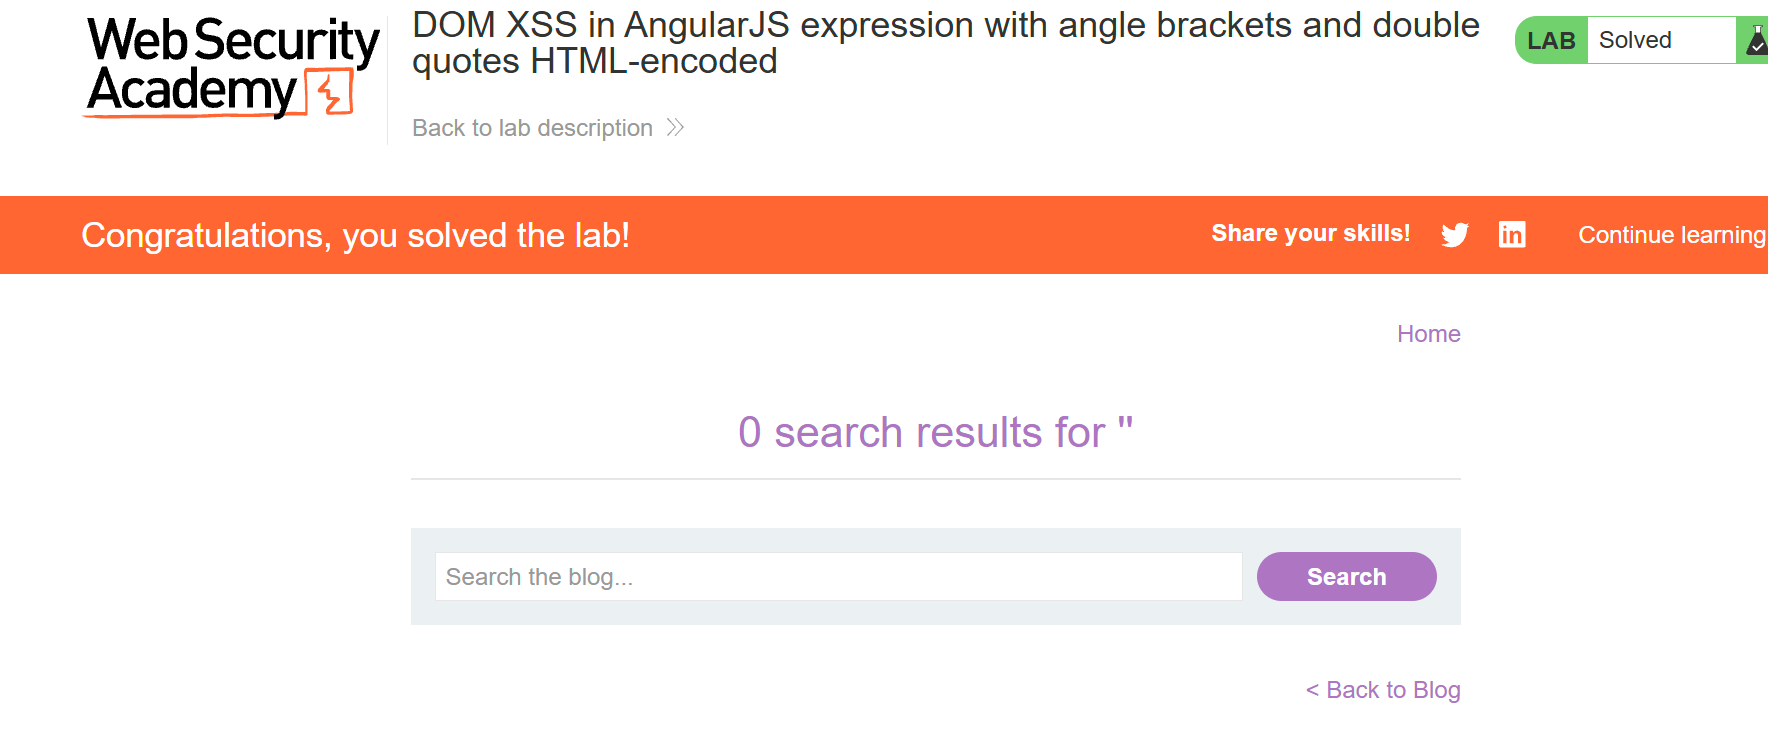 Web Security
Academy
DOM XSS in AngularJS expression with angle brackets and double
quotes HTML-encoded
Back to lab description
LAB Solved
Congratulations, you solved the lab!
Share your skills!
Continue learning
Home
0 search results for ''
Search the blog...
Search
< Back to Blog